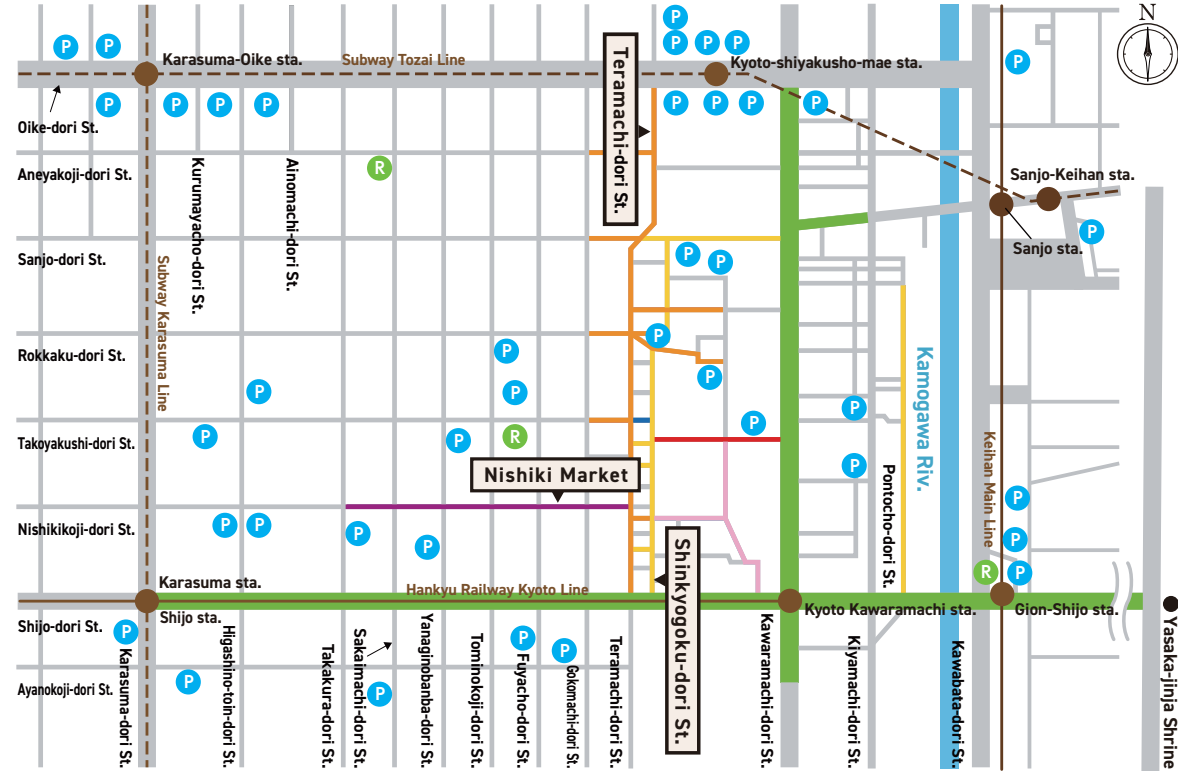 P
P
P
P
P
P
N
Karasuma-Oike sta.
Subway Tozai Line
Kyoto-shiyakusho-mae sta.
P
P
P
P
P
P
P
P
P
P
Oike-dori St.
Teramachi-dori St.
Aneyakoji-dori St.
Kurumayacho-dori St.
Ainomachi-dori St.
R
Sanjo-Keihan sta.
Sanjo sta.
P
Sanjo-dori St.
Subway Karasuma Line
P
P
Rokkaku-dori St.
P
P
P
P
P
Kamogawa Riv.
P
Takoyakushi-dori St.
P
P
R
P
P
Keihan Main Line
Pontocho-dori St.
Nishiki Market
P
Nishikikoji-dori St.
P
P
P
P
P
P
R
P
Shinkyogoku-dori St.
Karasuma sta.
Shijo sta.
Hankyu Railway Kyoto Line
Kyoto Kawaramachi sta.
Gion-Shijo sta.
Shijo-dori St.
P
Karasuma-dori St.
Higashino-toin-dori St.
Takakura-dori St.
Sakaimachi-dori St.
Yanaginobanba-dori St.
Tominokoji-dori St.
P
Fuyacho-dori St.
P
Gokomachi-dori St.
Teramachi-dori St.
Kawaramachi-dori St.
Kiyamachi-dori St.
Kawabata-dori St.
Yasaka-jinja Shrine
Ayanokoji-dori St.
P
P